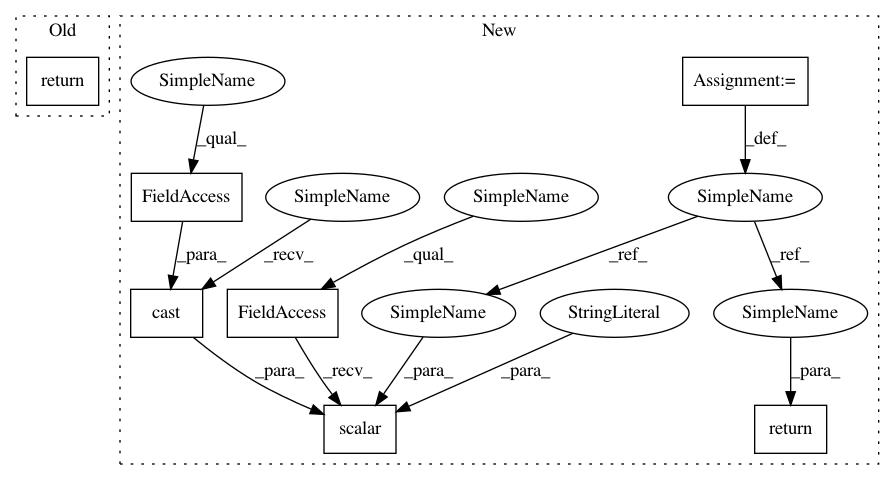 Old
New
return
SimpleName
Assignment:=
_qual_
_def_
FieldAccess
SimpleName
SimpleName
SimpleName
_para_
_recv_
_qual_
_ref_
_ref_
cast
FieldAccess
SimpleName
StringLiteral
SimpleName
_para_
_recv_
_para_
_para_
_para_
scalar
return